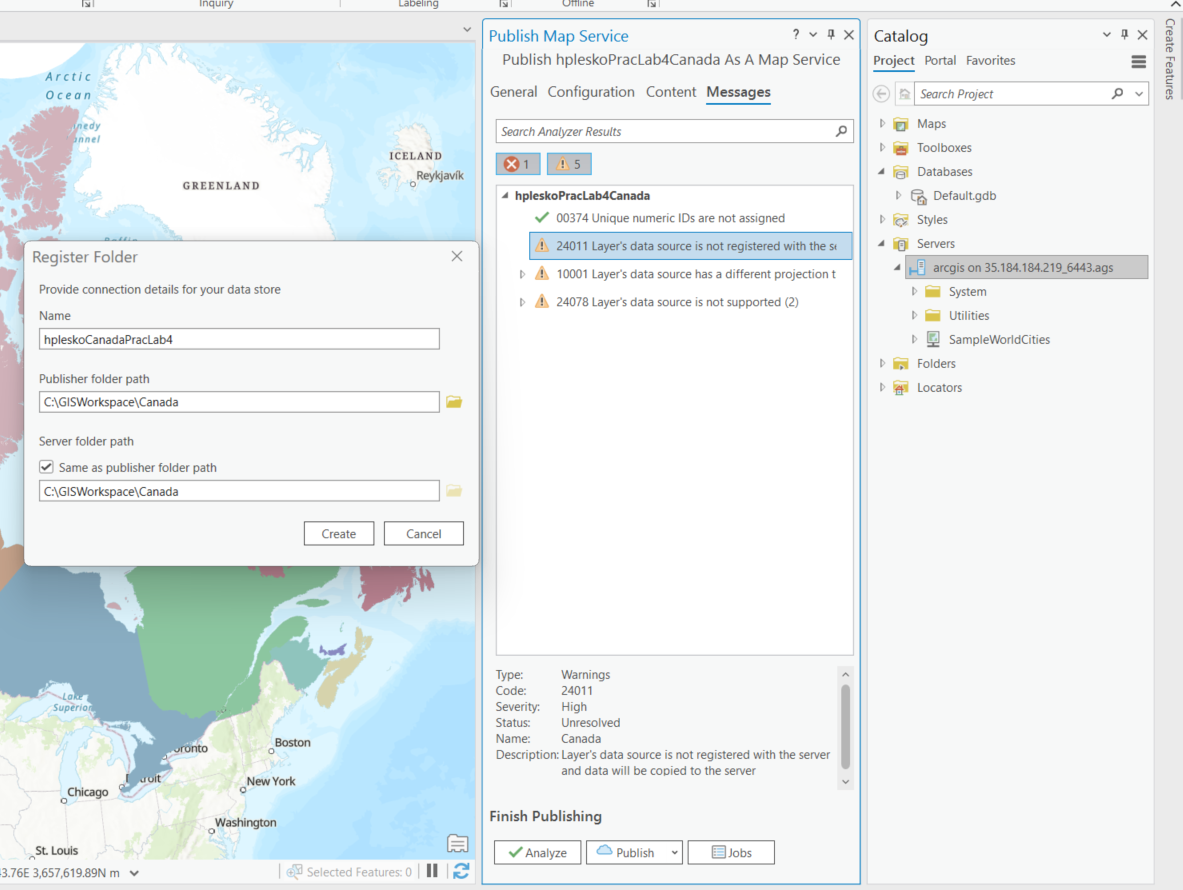 Inquiry
Labeling
Offline
Publish Map Service
?
Publish hpleskoPracLab4Canada As A Map Service
General Configuration Content Messages
Search Analyzer Results
1
5
hpleskoPracLab4Canada
00374 Unique numeric IDs are not assigned
24011 Layer's data source is not registered with the se
10001 Layer's data source has a different projection t
24078 Layer's data source is not supported (2)
Type: Warnings
Code: 24011
Severity: High
Status: Unresolved
Name: Canada
Description: Layer's data source is not registered with the server
and data will be copied to the server
Finish Publishing
Analyze
Publish
Jobs
Catalog
Project Portal Favorites
Search Project
Maps
Toolboxes
Databases
Default.gdb
Styles
Servers
arcgis on 35.184.184.219_6443.ags
System
Utilities
SampleWorldCities
Folders
Locators
Create Features
Arctic
Ocean
nedy
annel
GREENLAND
ICELAND
Reykjavík
Baffin
Register Folder
Provide connection details for your data store
Name
hpleskoCanadaPracLab4
Publisher folder path
C:\GISWorkspace\Canada
Server folder path
Same as publisher folder path
C:\GISWorkspace\Canada
Create
Cancel
Lake
Superior
oronto
Boston
Detroit
New York
Chicago
Washington
St. Louis
3.76E 3,657,619.89N m
Selected Features: 0